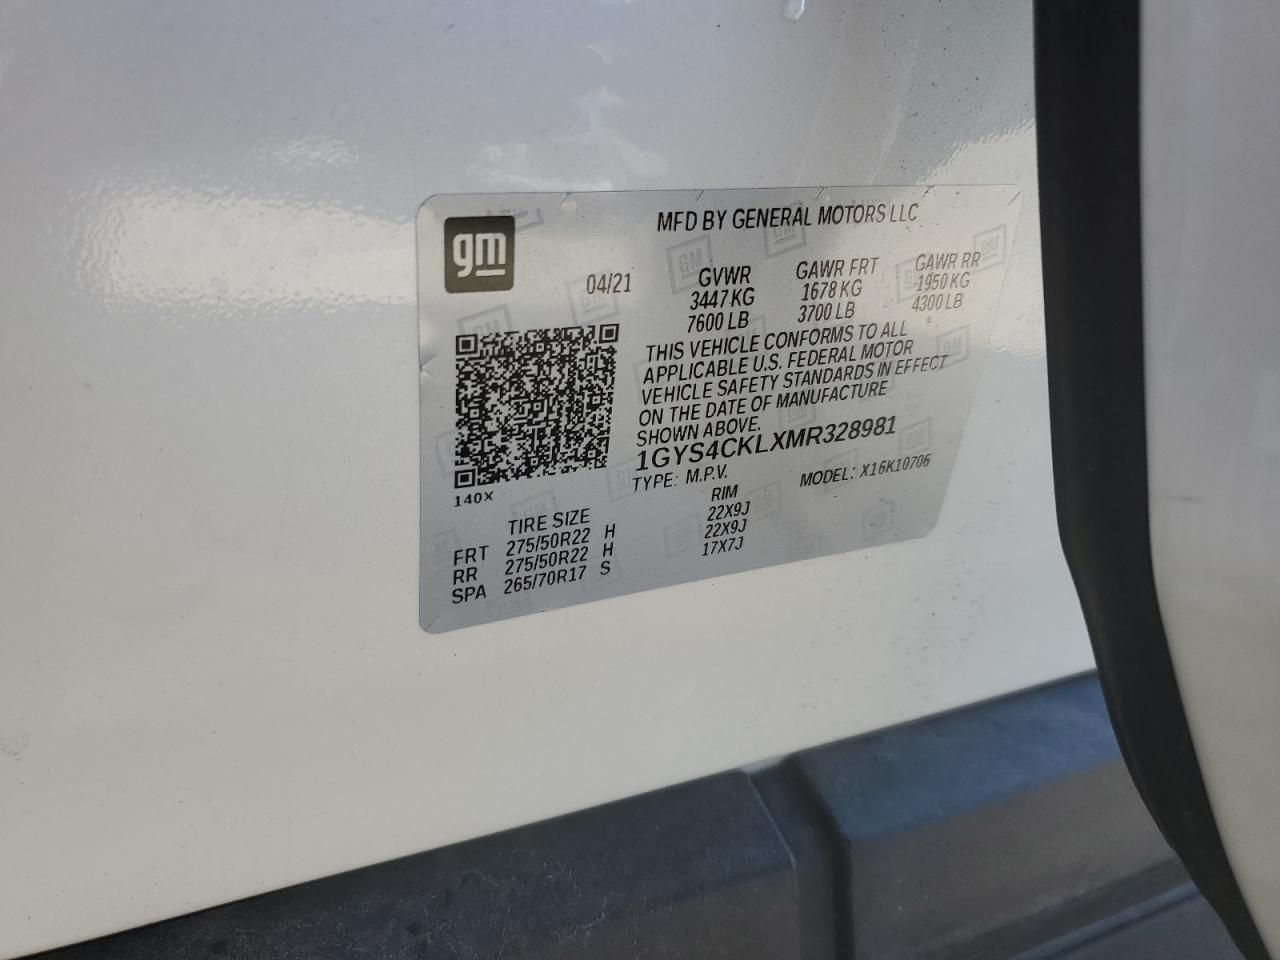 gm
MFD BY GENERAL MOTORS LLC
04/21
GVWR GAWR FRT GAWR RR
3447 KG 1678 KG 1950 KG
7600 LB 3700 LB 4300 LB
THIS VEHICLE CONFORMS TO ALL
APPLICABLE U.S. FEDERAL MOTOR
VEHICLE SAFETY STANDARDS IN EFFECT
ON THE DATE OF MANUFACTURE
SHOWN ABOVE.
1GYS4CKLXMR328981
TYPE: M.P.V. MODEL: X16K10706
140X
TIRE SIZE RIM
FRT 275/50R22 H 22X9J
RR 275/50R22 H 22X9J
SPA 265/70R17 S 17X7J